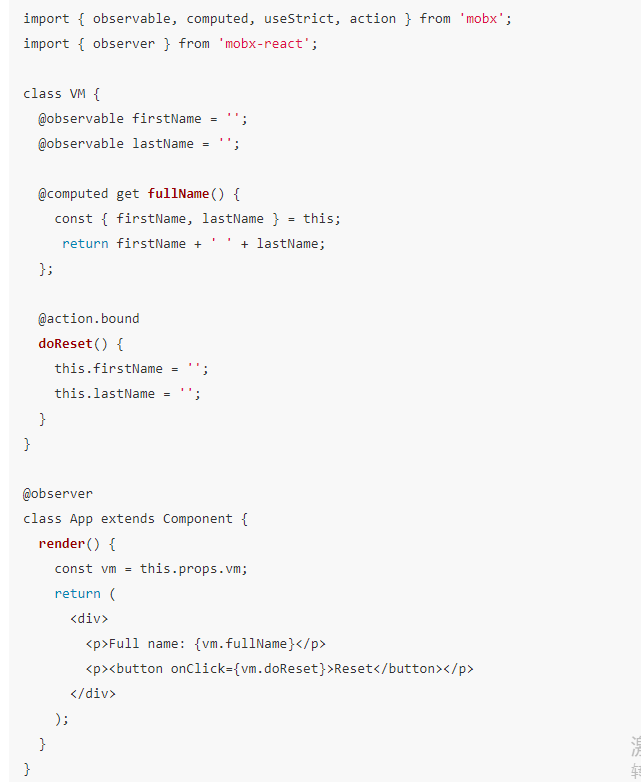 import { observable, computed, useStrict, action } from 'mobx';
import { observer } from 'mobx-react';
class VM {
@observable firstName = '';
@observable lastName = '';
@computed get fullName() {
const { firstName, lastName } = this;
return firstName + ' ' + lastName;
};
@action.bound
doReset() {
this.firstName = '';
this.lastName = '';
}
}
@observer
class App extends Component {
render() {
const vm = this.props.vm;
return (
<div>
<p>Full name: {vm.fullName}</p>
<p><button onClick={vm.doReset}>Reset</button></p>
</div>
);
}
}